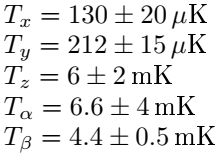 Tₓ = 130 ± 20 μK
T_y = 212 ± 15 μK
T_z = 6 ± 2 mK
T_α = 6.6 ± 4 mK
T_β = 4.4 ± 0.5 mK